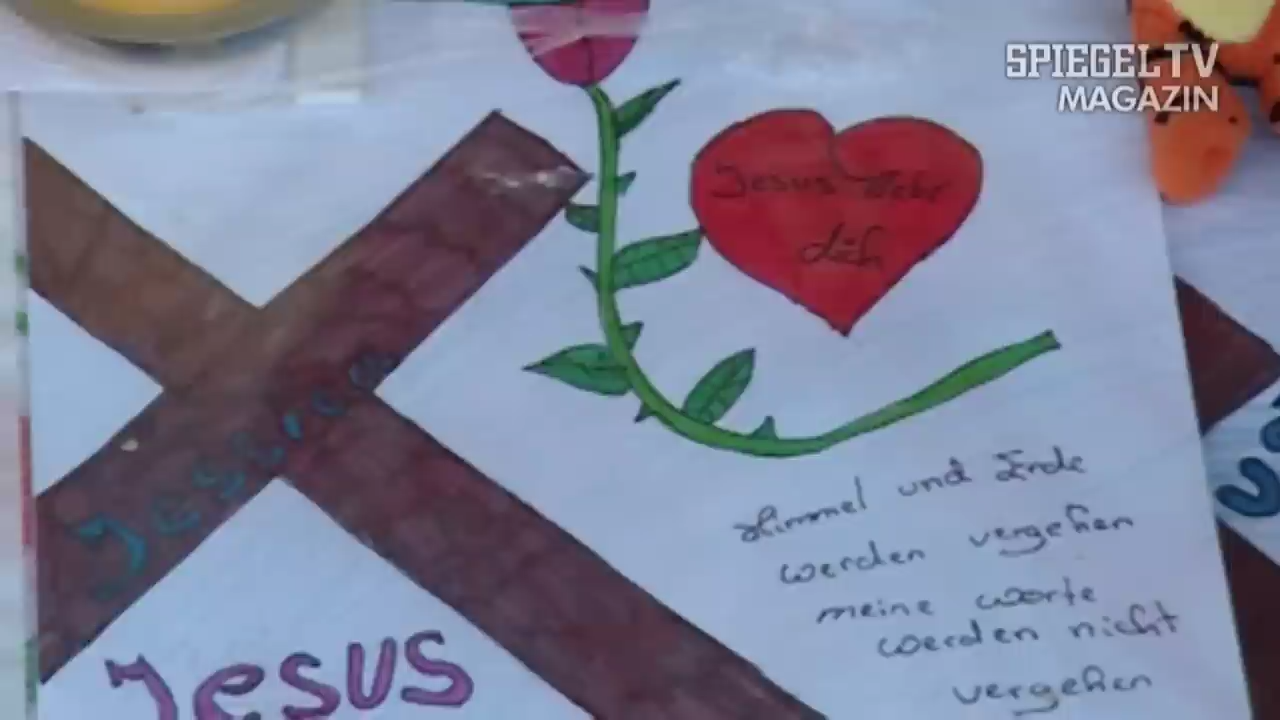 SPIEGEL TV
MAGAZIN
Jesus liebt
dich
Jesus
Himmel und Erde
werden vergehen
meine worte
werden nicht
vergehen
Jesus